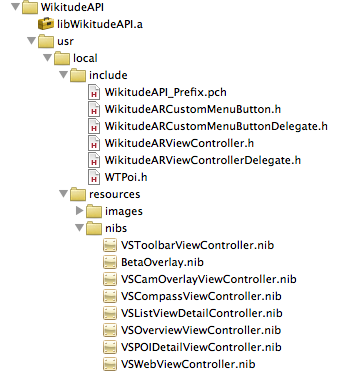 WikitudeAPI
libWikitudeAPI.a
usr
local
include
WikitudeAPI_Prefix.pch
WikitudeARCustomMenuButton.h
WikitudeARCustomMenuButtonDelegate.h
WikitudeARViewController.h
WikitudeARViewControllerDelegate.h
WTPoi.h
resources
images
nibs
VSToolbarViewController.nib
BetaOverlay.nib
VSCamOverlayViewController.nib
VSCompassViewController.nib
VSListViewDetailController.nib
VSOverviewViewController.nib
VSPOIDetailViewController.nib
VSWebViewController.nib